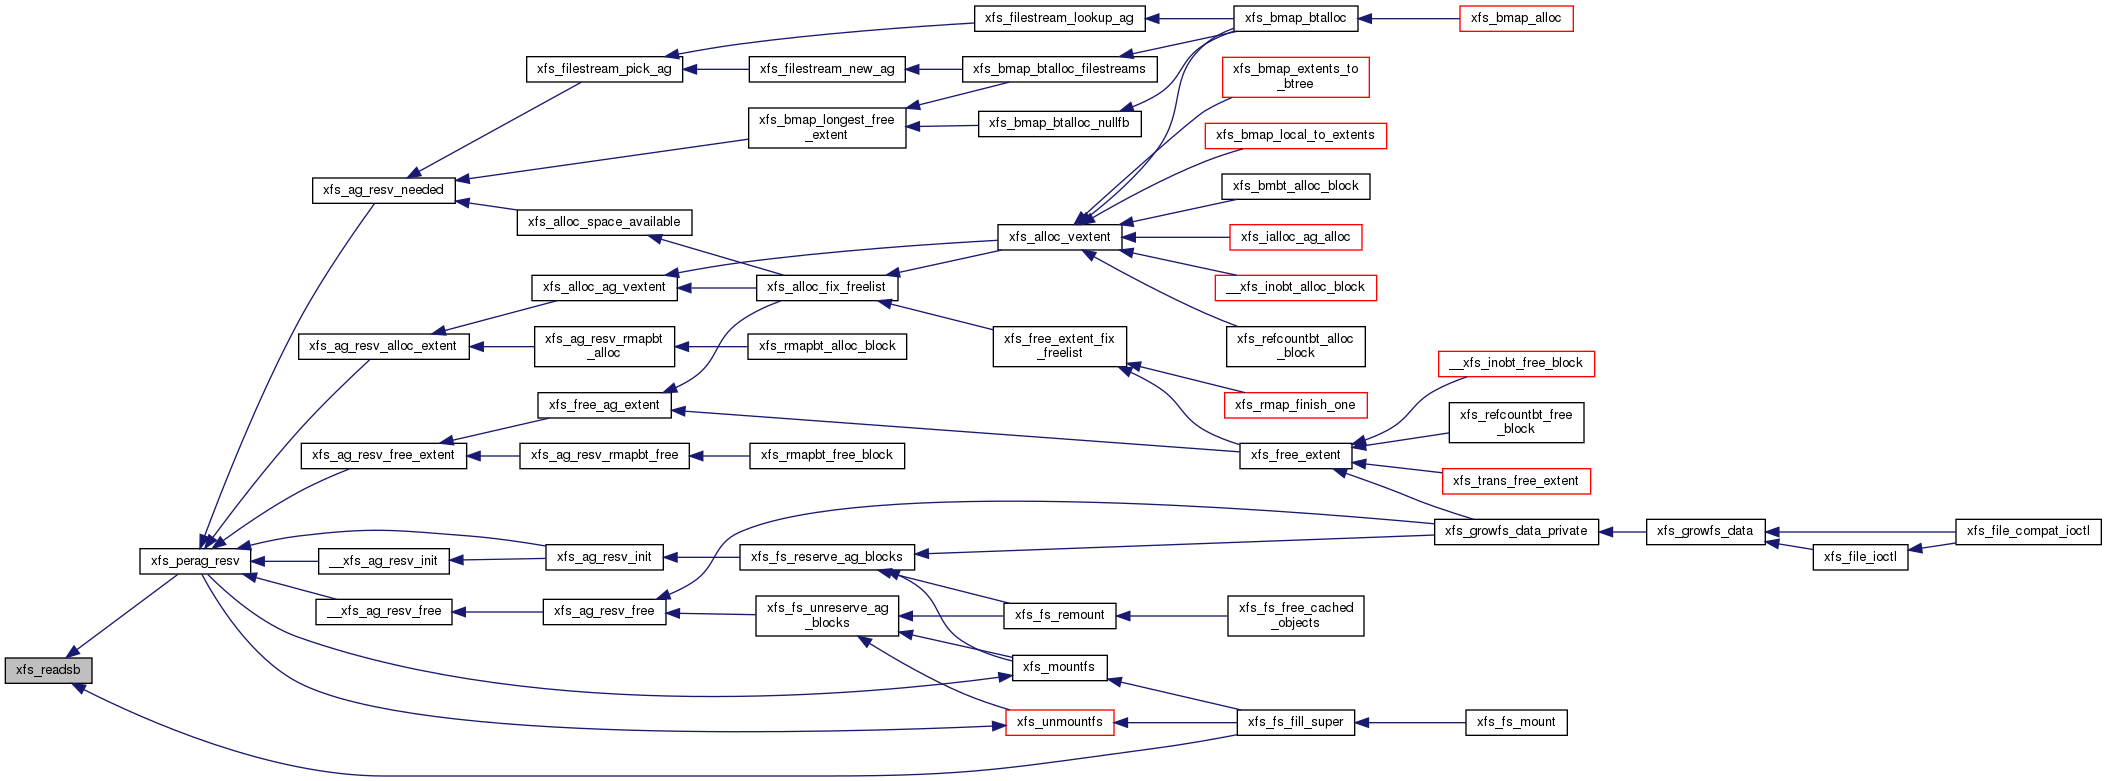 xfs_filestream_lookup_ag
xfs_bmap_btalloc
xfs_bmap_alloc
xfs_filestream_pick_ag
xfs_filestream_new_ag
xfs_bmap_btalloc_filestreams
xfs_bmap_extents_to
_btree
xfs_bmap_longest_free
_extent
xfs_bmap_btalloc_nullfb
xfs_bmap_local_to_extents
xfs_ag_resv_needed
xfs_bmbt_alloc_block
xfs_alloc_space_available
xfs_alloc_vextent
xfs_ialloc_ag_alloc
xfs_alloc_ag_vextent
xfs_alloc_fix_freelist
__xfs_inobt_alloc_block
xfs_ag_resv_alloc_extent
xfs_ag_resv_rmapbt
_alloc
xfs_rmapbt_alloc_block
xfs_free_extent_fix
_freelist
xfs_refcountbt_alloc
_block
__xfs_inobt_free_block
xfs_free_ag_extent
xfs_rmap_finish_one
xfs_refcountbt_free
_block
xfs_ag_resv_free_extent
xfs_ag_resv_rmapbt_free
xfs_rmapbt_free_block
xfs_free_extent
xfs_trans_free_extent
xfs_growfs_data_private
xfs_growfs_data
xfs_file_compat_ioctl
xfs_perag_resv
__xfs_ag_resv_init
xfs_ag_resv_init
xfs_fs_reserve_ag_blocks
xfs_file_ioctl
__xfs_ag_resv_free
xfs_ag_resv_free
xfs_fs_unreserve_ag
_blocks
xfs_fs_remount
xfs_fs_free_cached
_objects
xfs_readsb
xfs_mountfs
xfs_unmountfs
xfs_fs_fill_super
xfs_fs_mount